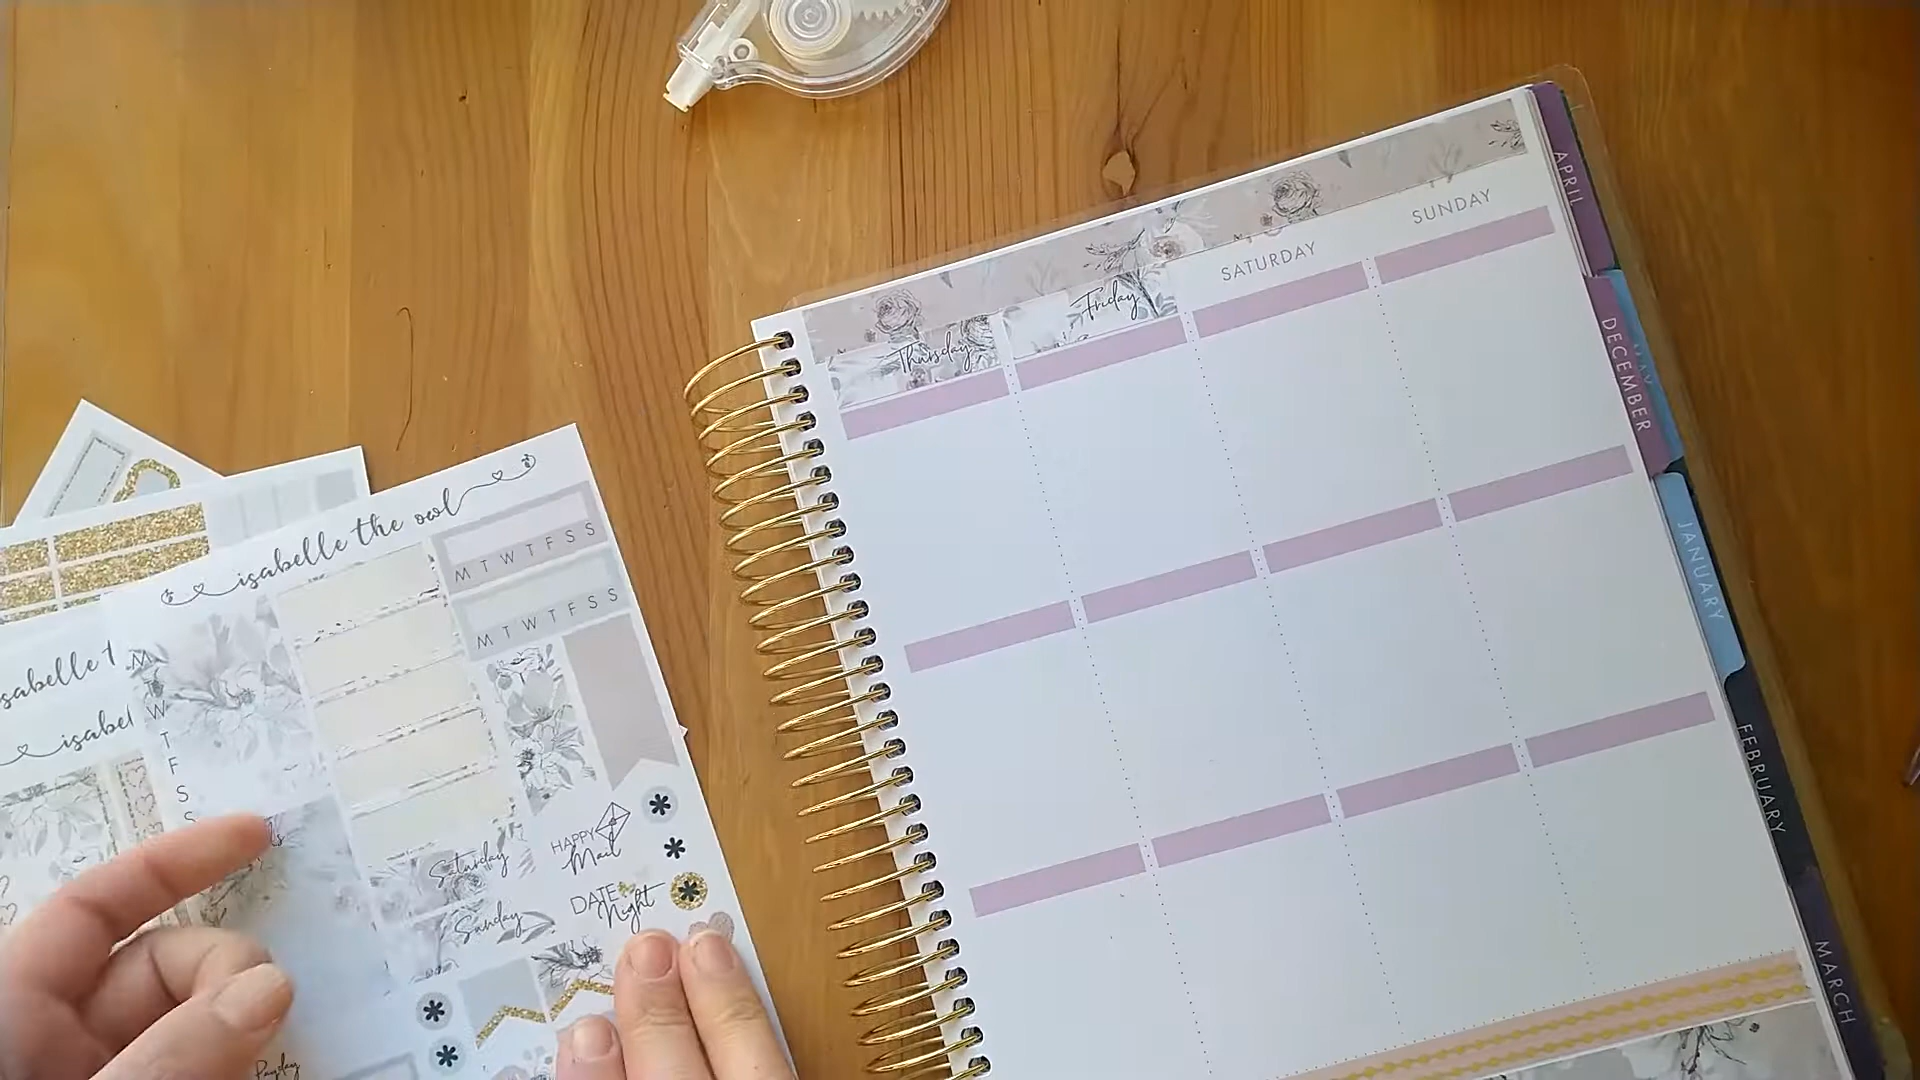 APRIL
SUNDAY
SATURDAY
Friday
Thursday
DECEMBER
MAY
JANUARY
FEBRUARY
MARCH
isabelle the owl
M T W T F S S
M T W T F S S
isabelle t
isabel
M
T
W
T
F
S
S
HAPPY
Mail
Saturday
DATE
Night
Sunday
Payday